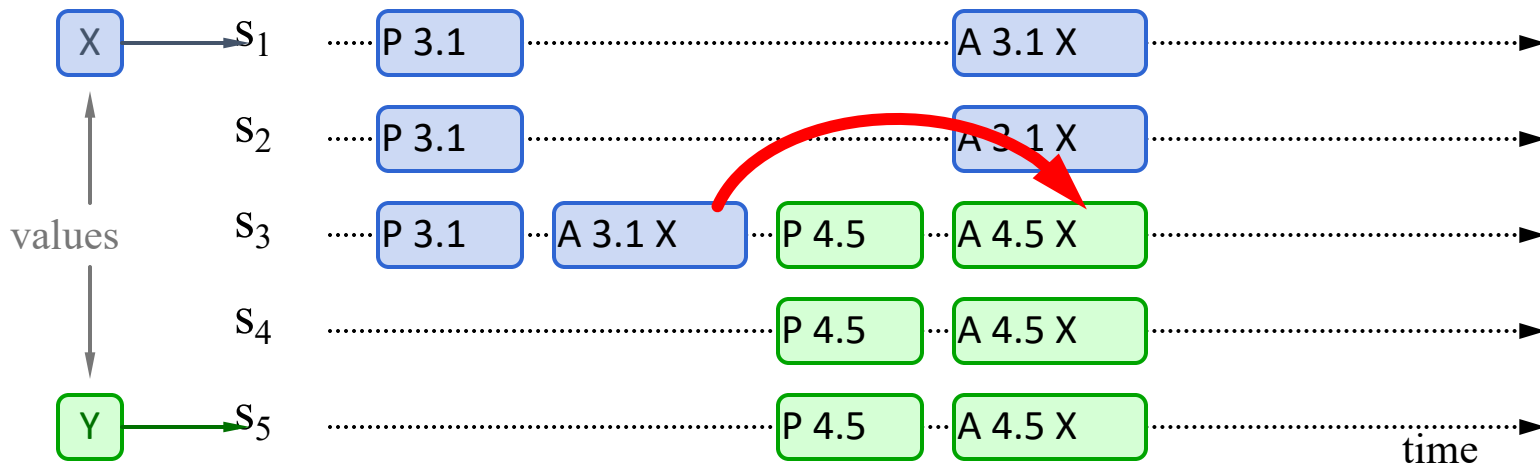 X s₁ P 3.1 A 3.1 X
s₂ P 3.1 A 3.1 X
values s₃ P 3.1 A 3.1 X P 4.5 A 4.5 X
s₄ P 4.5 A 4.5 X
Y s₅ P 4.5 A 4.5 X
time